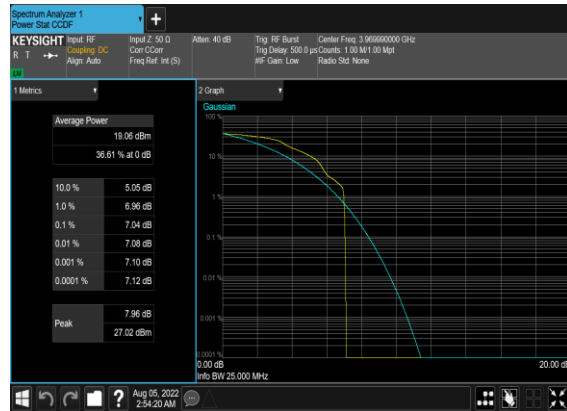 Spectrum Analyzer 1
Power Stat CCDF
KEYSIGHT
R T
LV
Input: RF
Coupling: DC
Align: Auto
Input Z: 50 Ω
Corr CCorr
Freq Ref: Int (S)
Atten: 40 dB
Trig: RF Burst
Trig Delay: 500.0 µs
#IF Gain: Low
Center Freq: 3.969990000 GHz
Counts: 1.00 M/1.00 Mpt
Radio Std: None
1 Metrics
2 Graph
Average Power
19.06 dBm
36.61 % at 0 dB
10.0 % 5.05 dB
1.0 % 6.96 dB
0.1 % 7.04 dB
0.01 % 7.08 dB
0.001 % 7.10 dB
0.0001 % 7.12 dB
Peak
7.96 dB
27.02 dBm
Gaussian
100 %
10 %
1 %
0.1 %
0.01 %
0.001 %
0.0001 %
0.00 dB
20.00 dB
Info BW 25.000 MHz
?
Aug 05, 2022
2:54:20 AM